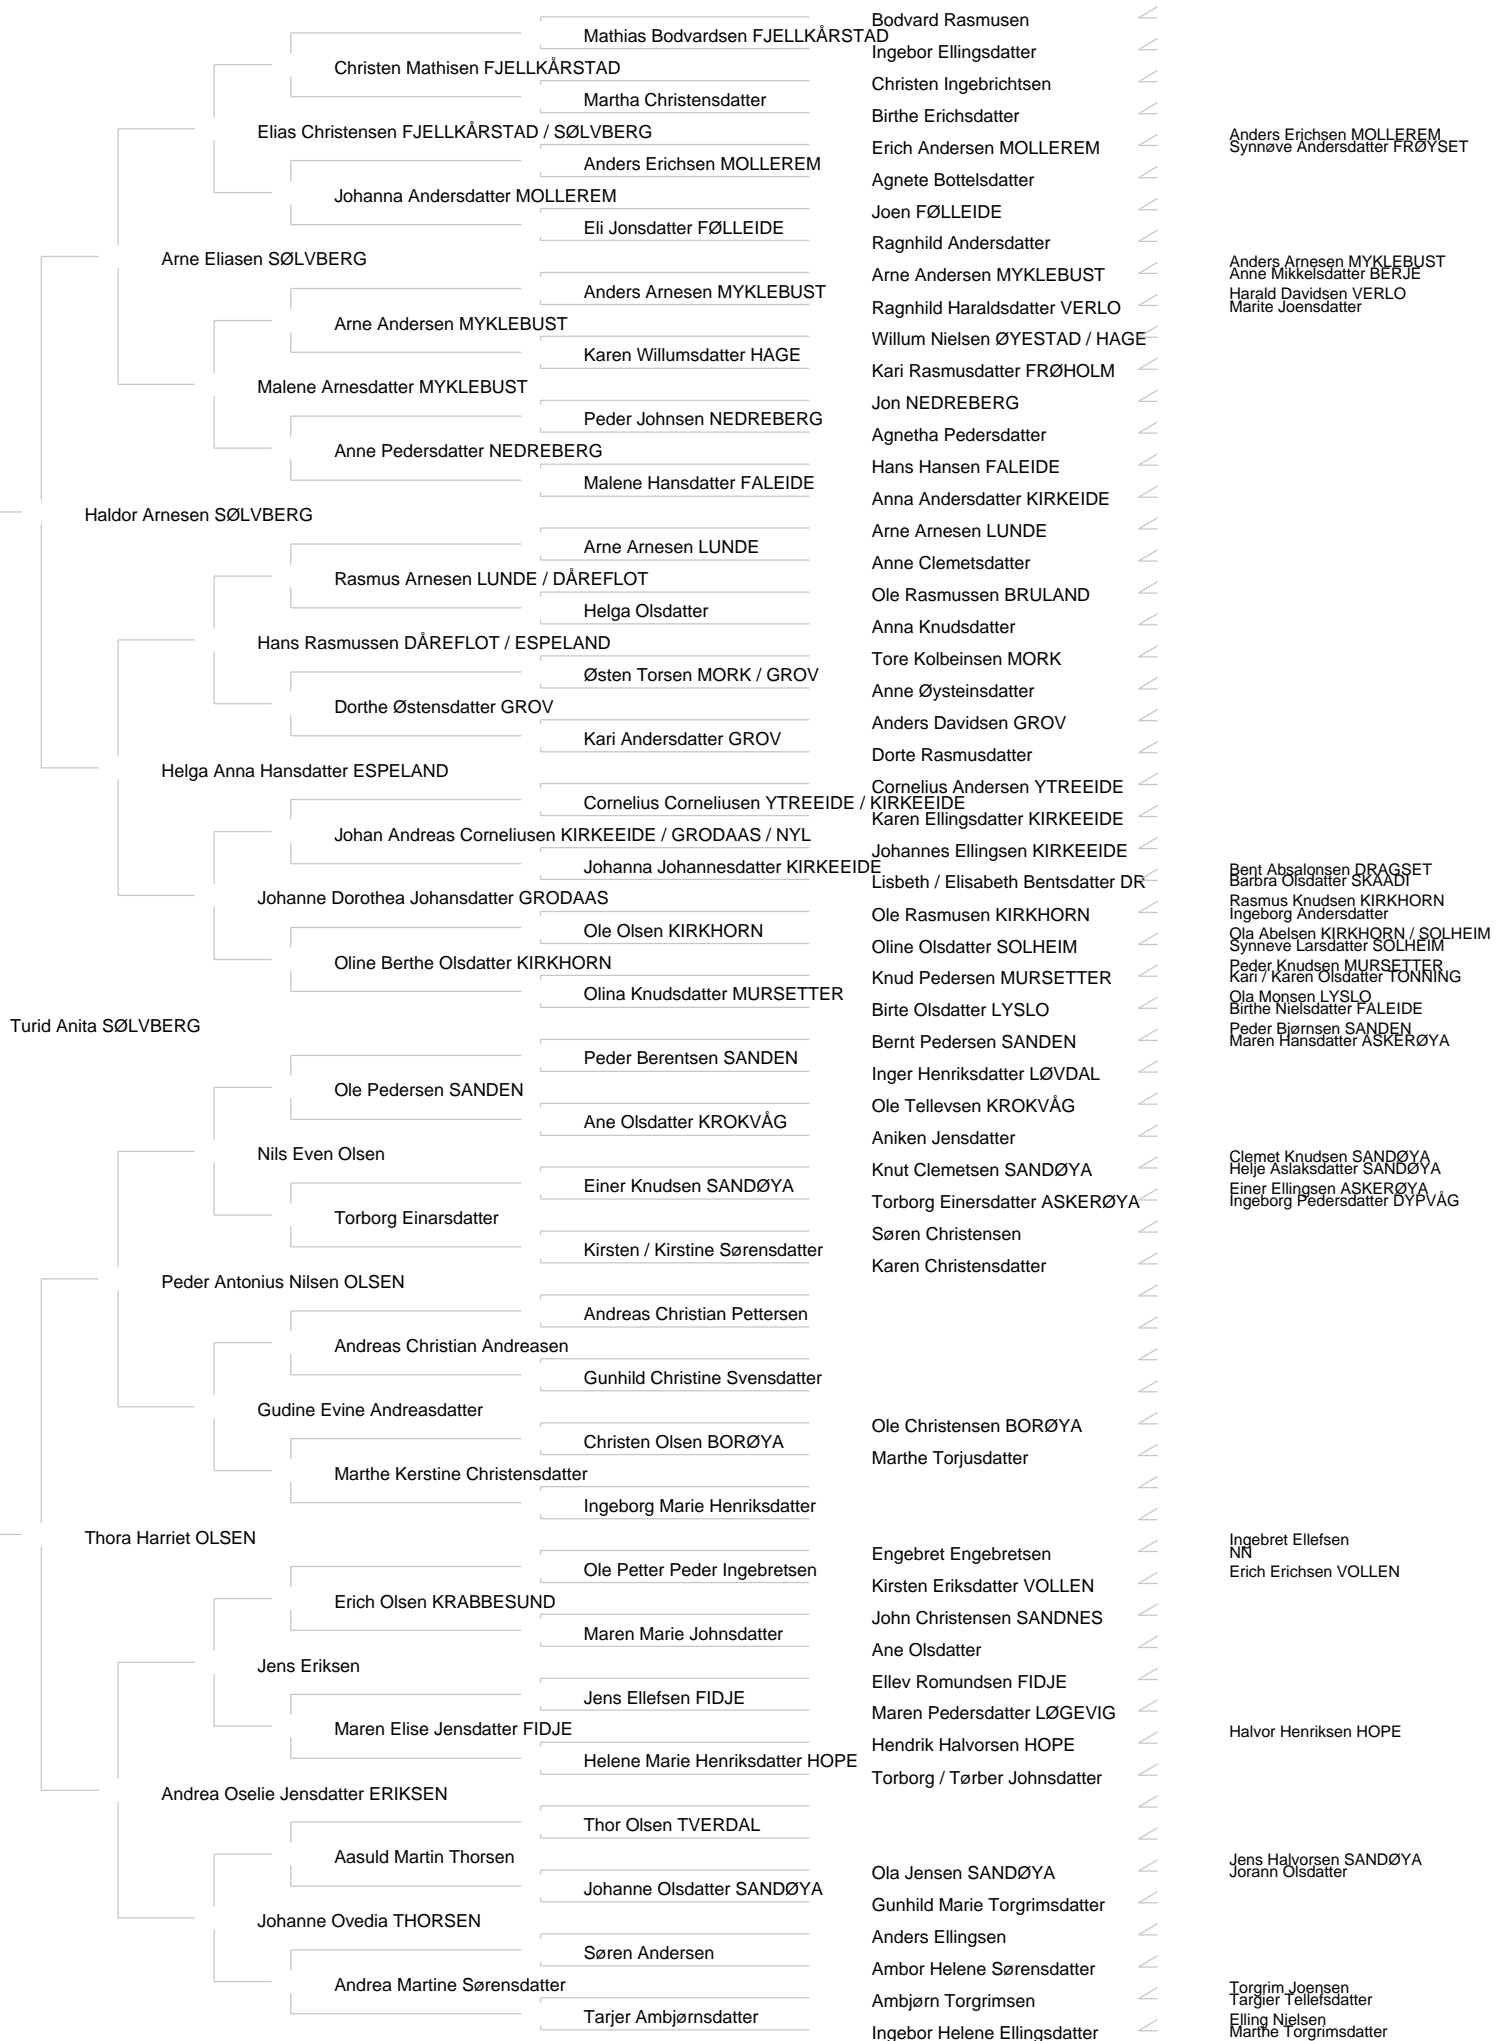 Bodvard Rasmusen
Mathias Bodvardsen FJELLKÅRSTAD
Ingebor Ellingsdatter
Christen Mathisen FJELLKÅRSTAD
Christen Ingebrichtsen
Martha Christensdatter
Birthe Erichsdatter
Elias Christensen FJELLKÅRSTAD / SØLVBERG
Anders Erichsen MOLLEREM
Erich Andersen MOLLEREM
Synnøve Andersdatter FRØYSET
Anders Erichsen MOLLEREM
Agnete Bottelsdatter
Johanna Andersdatter MOLLEREM
Joen FØLLEIDE
Eli Jonsdatter FØLLEIDE
Ragnhild Andersdatter
Arne Eliasen SØLVBERG
Anders Arnesen MYKLEBUST
Arne Andersen MYKLEBUST
Anne Mikkelsdatter BERJE
Anders Arnesen MYKLEBUST
Harald Davidsen VERLO
Ragnhild Haraldsdatter VERLO
Marite Joensdatter
Arne Andersen MYKLEBUST
Willum Nielsen ØYESTAD / HAGE
Karen Willumsdatter HAGE
Kari Rasmusdatter FRØHOLM
Malene Arnesdatter MYKLEBUST
Jon NEDREBERG
Peder Johnsen NEDREBERG
Agnetha Pedersdatter
Anne Pedersdatter NEDREBERG
Hans Hansen FALEIDE
Malene Hansdatter FALEIDE
Anna Andersdatter KIRKEIDE
Haldor Arnesen SØLVBERG
Arne Arnesen LUNDE
Arne Arnesen LUNDE
Anne Clemetsdatter
Rasmus Arnesen LUNDE / DÅREFLOT
Ole Rasmussen BRULAND
Helga Olsdatter
Anna Knudsdatter
Hans Rasmussen DÅREFLOT / ESPELAND
Tore Kolbeinsen MORK
Østen Torsen MORK / GROV
Anne Øysteinsdatter
Dorthe Østensdatter GROV
Anders Davidsen GROV
Kari Andersdatter GROV
Dorte Rasmusdatter
Helga Anna Hansdatter ESPELAND
Cornelius Andersen YTREEIDE
Cornelius Corneliusen YTREEIDE / KIRKEEIDE
Karen Ellingsdatter KIRKEEIDE
Johan Andreas Corneliusen KIRKEEIDE / GRODAAS / NYL
Johannes Ellingsen KIRKEEIDE
Johanna Johannesdatter KIRKEEIDE
Bent Absalonsen DRAGSET
Lisbeth / Elisabeth Bentsdatter DR
Barbra Olsdatter SKAADI
Johanne Dorothea Johansdatter GRODAAS
Rasmus Knudsen KIRKHORN
Ole Rasmusen KIRKHORN
Ingeborg Andersdatter
Ole Olsen KIRKHORN
Ola Abelsen KIRKHORN / SOLHEIM
Oline Olsdatter SOLHEIM
Synneve Larsdatter SOLHEIM
Oline Berthe Olsdatter KIRKHORN
Peder Knudsen MURSETTER
Knud Pedersen MURSETTER
Kari / Karen Olsdatter TONNING
Olina Knudsdatter MURSETTER
Ola Monsen LYSLO
Birte Olsdatter LYSLO
Birthe Nielsdatter FALEIDE
Turid Anita SØLVBERG
Peder Bjørnsen SANDEN
Bernt Pedersen SANDEN
Maren Hansdatter ASKERØYA
Peder Berentsen SANDEN
Inger Henriksdatter LØVDAL
Ole Pedersen SANDEN
Ole Tellevsen KROKVÅG
Ane Olsdatter KROKVÅG
Aniken Jensdatter
Nils Even Olsen
Clemet Knudsen SANDØYA
Knut Clemetsen SANDØYA
Helje Aslaksdatter SANDØYA
Einer Knudsen SANDØYA
Einer Ellingsen ASKERØYA
Torborg Einersdatter ASKERØYA
Ingeborg Pedersdatter DYPVÅG
Torborg Einarsdatter
Søren Christensen
Kirsten / Kirstine Sørensdatter
Karen Christensdatter
Peder Antonius Nilsen OLSEN
Andreas Christian Pettersen
Andreas Christian Andreasen
Gunhild Christine Svensdatter
Gudine Evine Andreasdatter
Ole Christensen BORØYA
Christen Olsen BORØYA
Marthe Torjusdatter
Marthe Kerstine Christensdatter
Ingeborg Marie Henriksdatter
Thora Harriet OLSEN
Ingebret Ellefsen
Engebret Engebretsen
NN
Ole Petter Peder Ingebretsen
Erich Erichsen VOLLEN
Kirsten Eriksdatter VOLLEN
Erich Olsen KRABBESUND
John Christensen SANDNES
Maren Marie Johnsdatter
Ane Olsdatter
Jens Eriksen
Ellev Romundsen FIDJE
Jens Ellefsen FIDJE
Maren Pedersdatter LØGEVIG
Maren Elise Jensdatter FIDJE
Halvor Henriksen HOPE
Hendrik Halvorsen HOPE
Helene Marie Henriksdatter HOPE
Torborg / Tørber Johnsdatter
Andrea Oselie Jensdatter ERIKSEN
Thor Olsen TVERDAL
Aasuld Martin Thorsen
Jens Halvorsen SANDØYA
Ola Jensen SANDØYA
Jorann Olsdatter
Johanne Olsdatter SANDØYA
Gunhild Marie Torgrimsdatter
Johanne Ovedia THORSEN
Anders Ellingsen
Søren Andersen
Ambor Helene Sørensdatter
Andrea Martine Sørensdatter
Torgrim Joensen
Ambjørn Torgrimsen
Targier Tellefsdatter
Tarjer Ambjørnsdatter
Elling Nielsen
Ingebor Helene Ellingsdatter
Marthe Torgrimsdatter